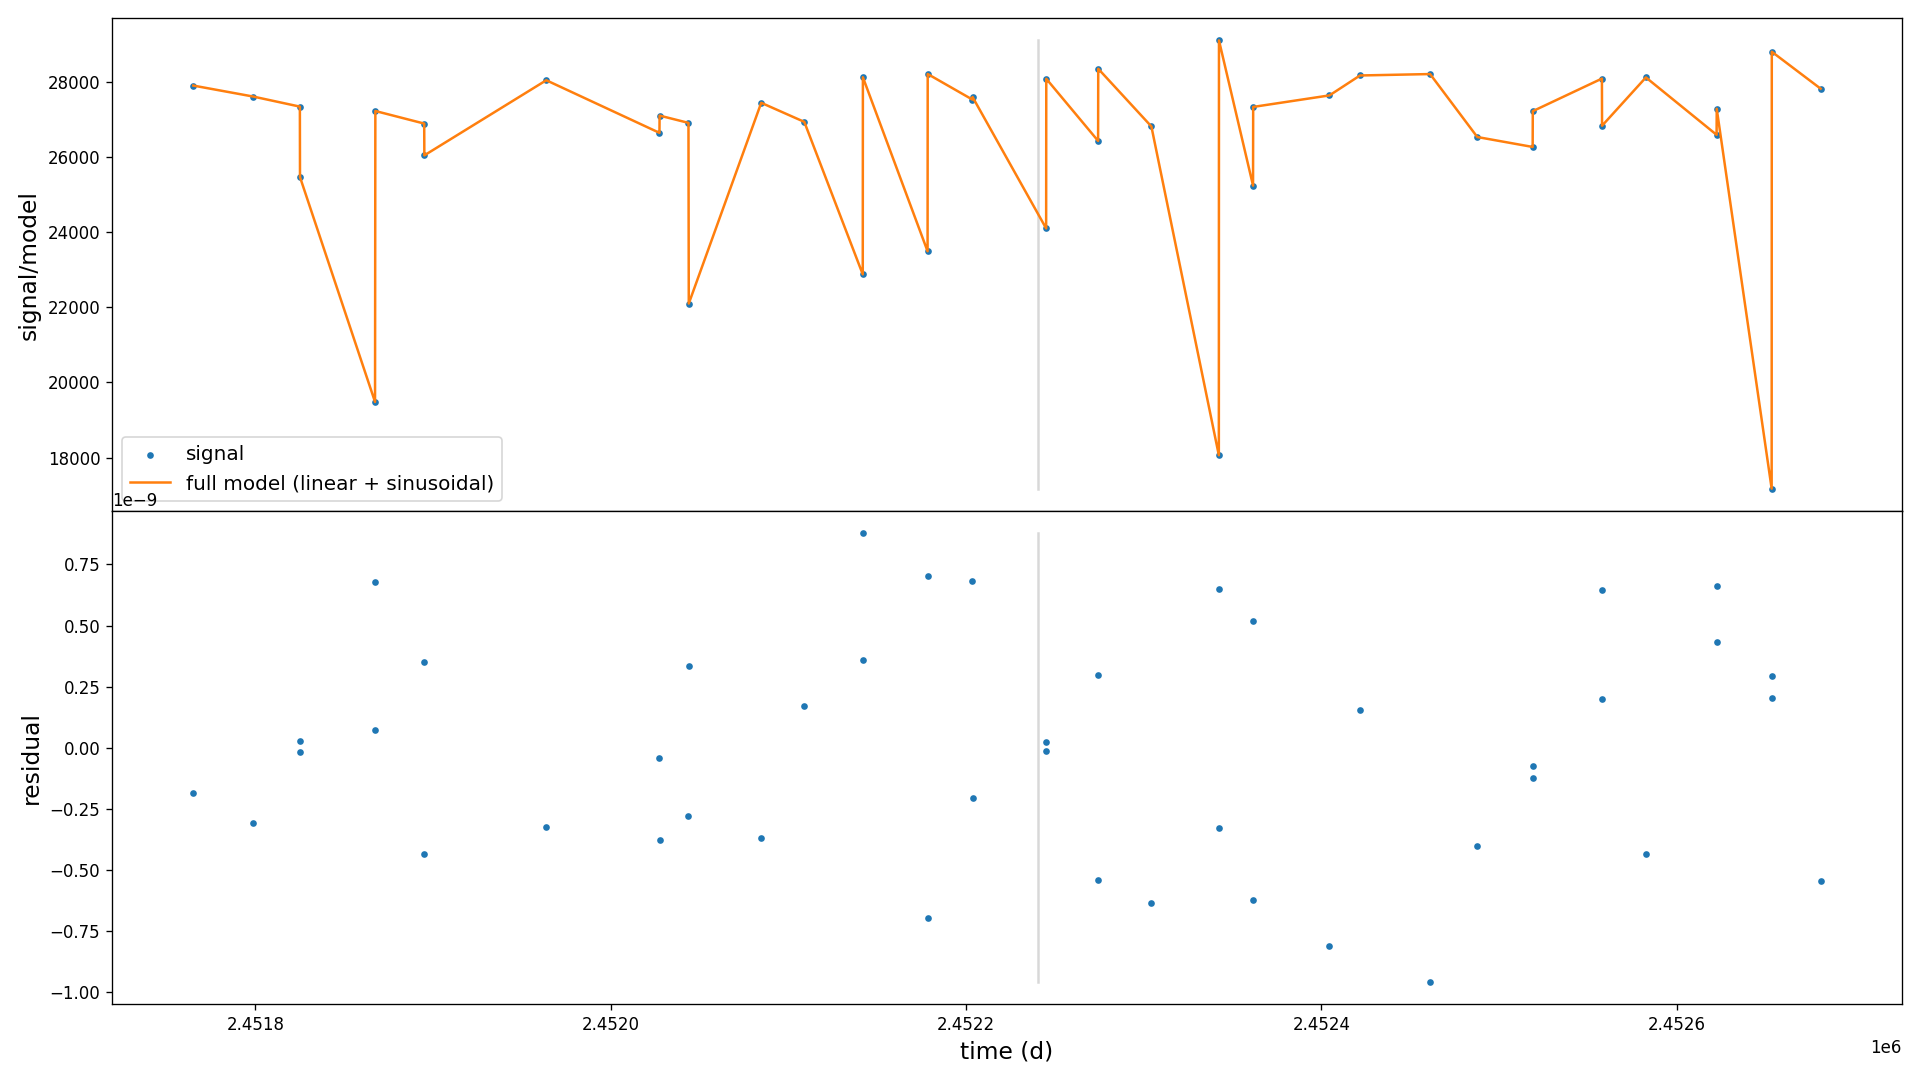 signal/model
28000
26000
24000
22000
20000
18000
signal
full model (linear + sinusoidal)
1e−9
residual
0.75
0.50
0.25
0.00
−0.25
−0.50
−0.75
−1.00
2.4518
2.4520
2.4522
2.4524
2.4526
time (d)
1e6